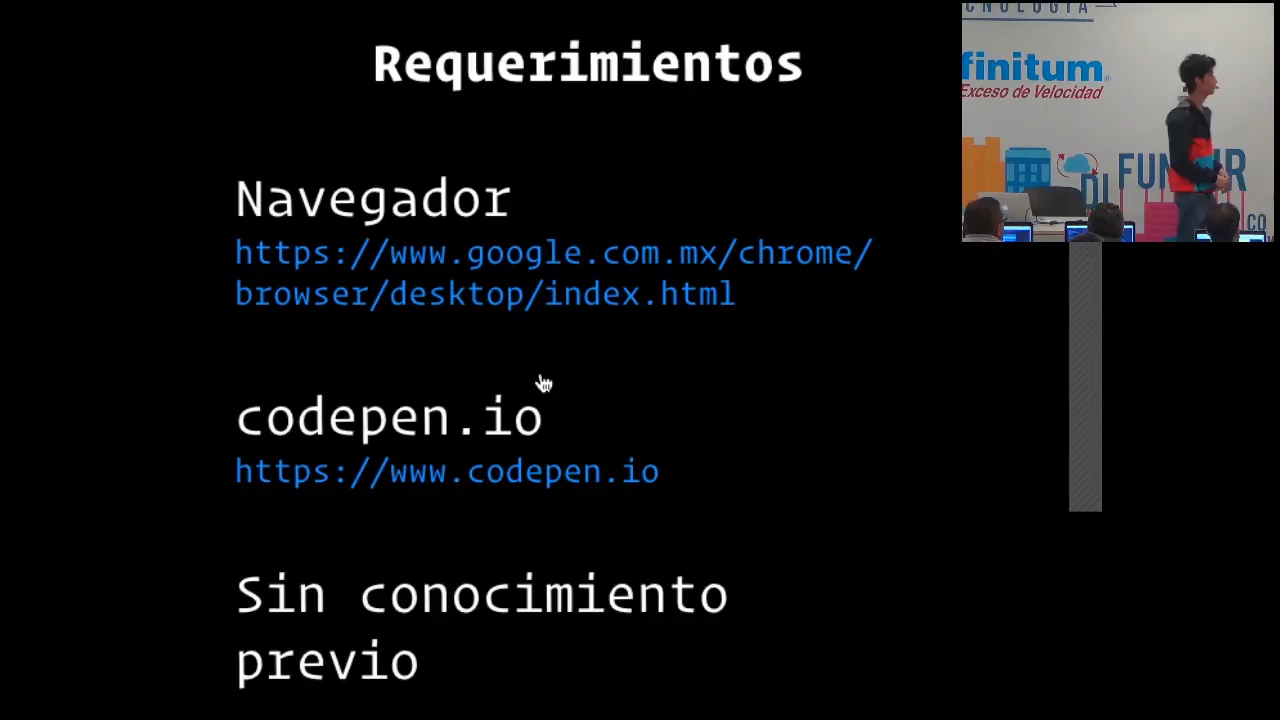 Requerimientos
Navegador
https://www.google.com.mx/chrome/
browser/desktop/index.html
codepen.io
https://www.codepen.io
Sin conocimiento
previo
finitum
Exceso de Velocidad